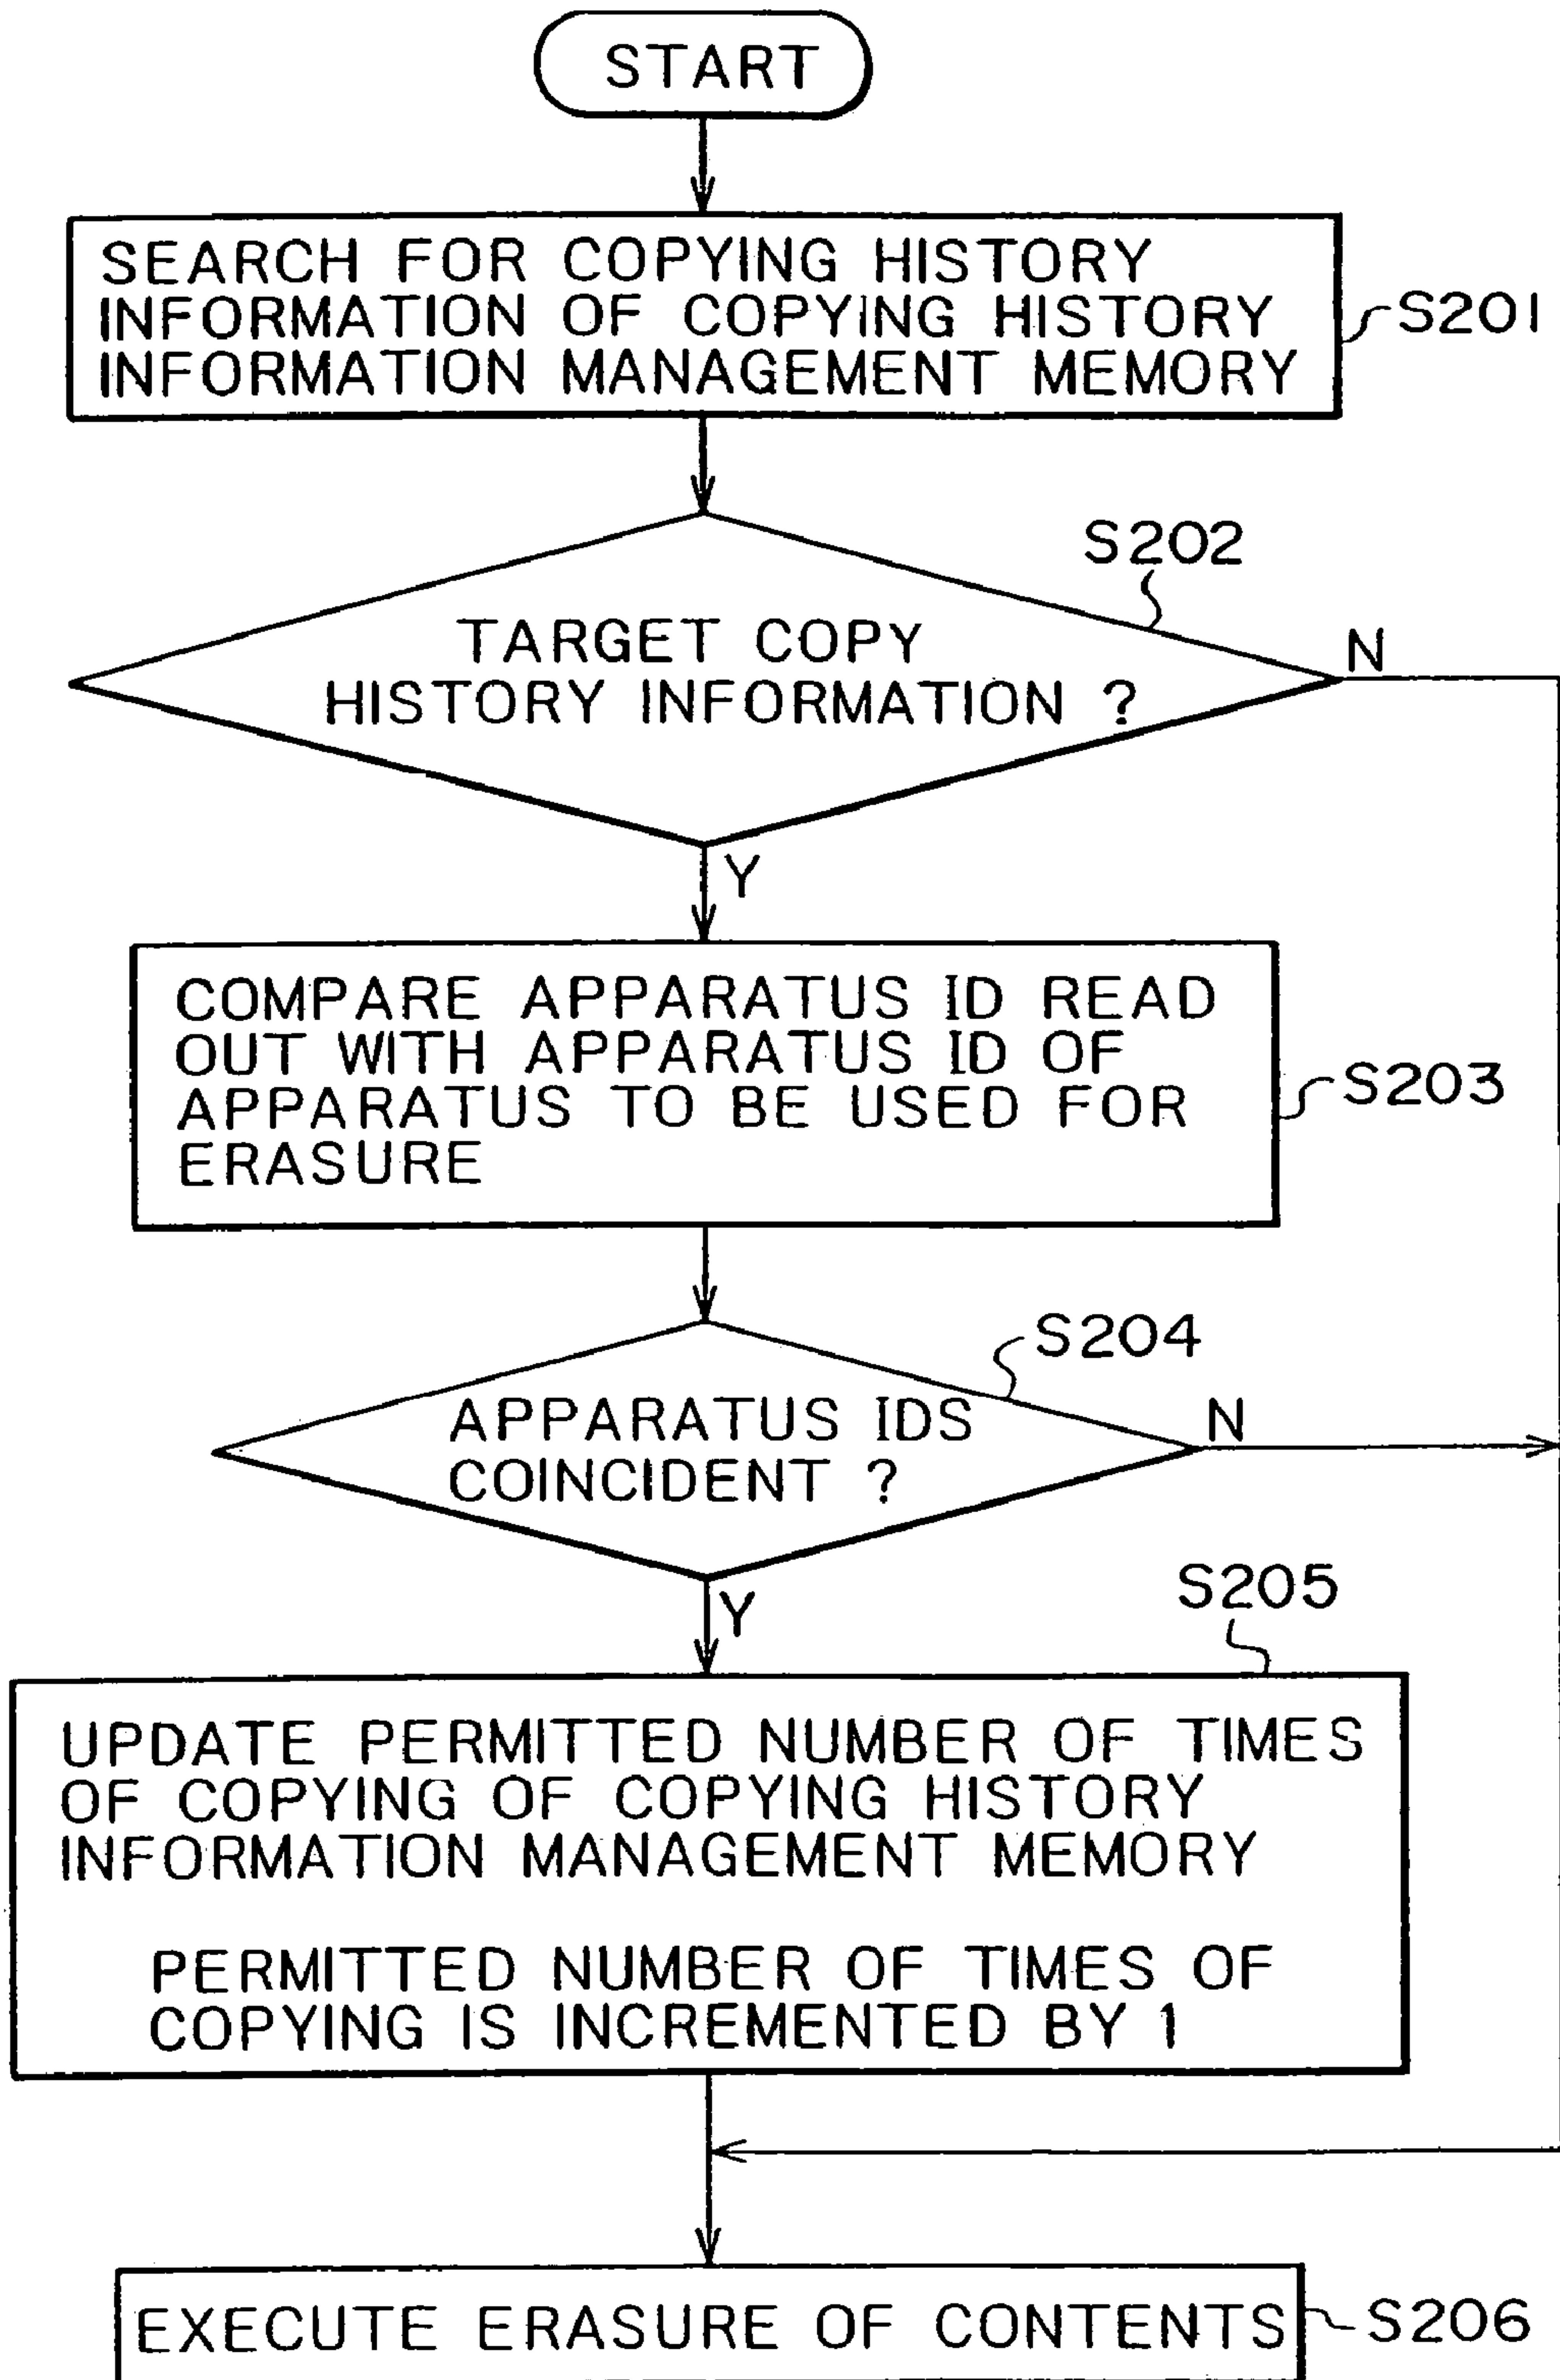 START
SEARCH FOR COPYING HISTORY
INFORMATION OF COPYING HISTORY
INFORMATION MANAGEMENT MEMORY
S201
S202
TARGET COPY
HISTORY INFORMATION ?
N
Y
COMPARE APPARATUS ID READ
OUT WITH APPARATUS ID OF
APPARATUS TO BE USED FOR
ERASURE
S203
S204
APPARATUS IDS
COINCIDENT ?
N
Y
S205
UPDATE PERMITTED NUMBER OF TIMES
OF COPYING OF COPYING HISTORY
INFORMATION MANAGEMENT MEMORY
PERMITTED NUMBER OF TIMES OF
COPYING IS INCREMENTED BY 1
EXECUTE ERASURE OF CONTENTS
S206